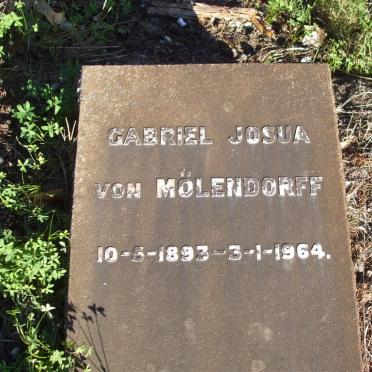 GABRIEL JOSUA
VON MÖLENDORFF
10-5-1893-3-1-1964.